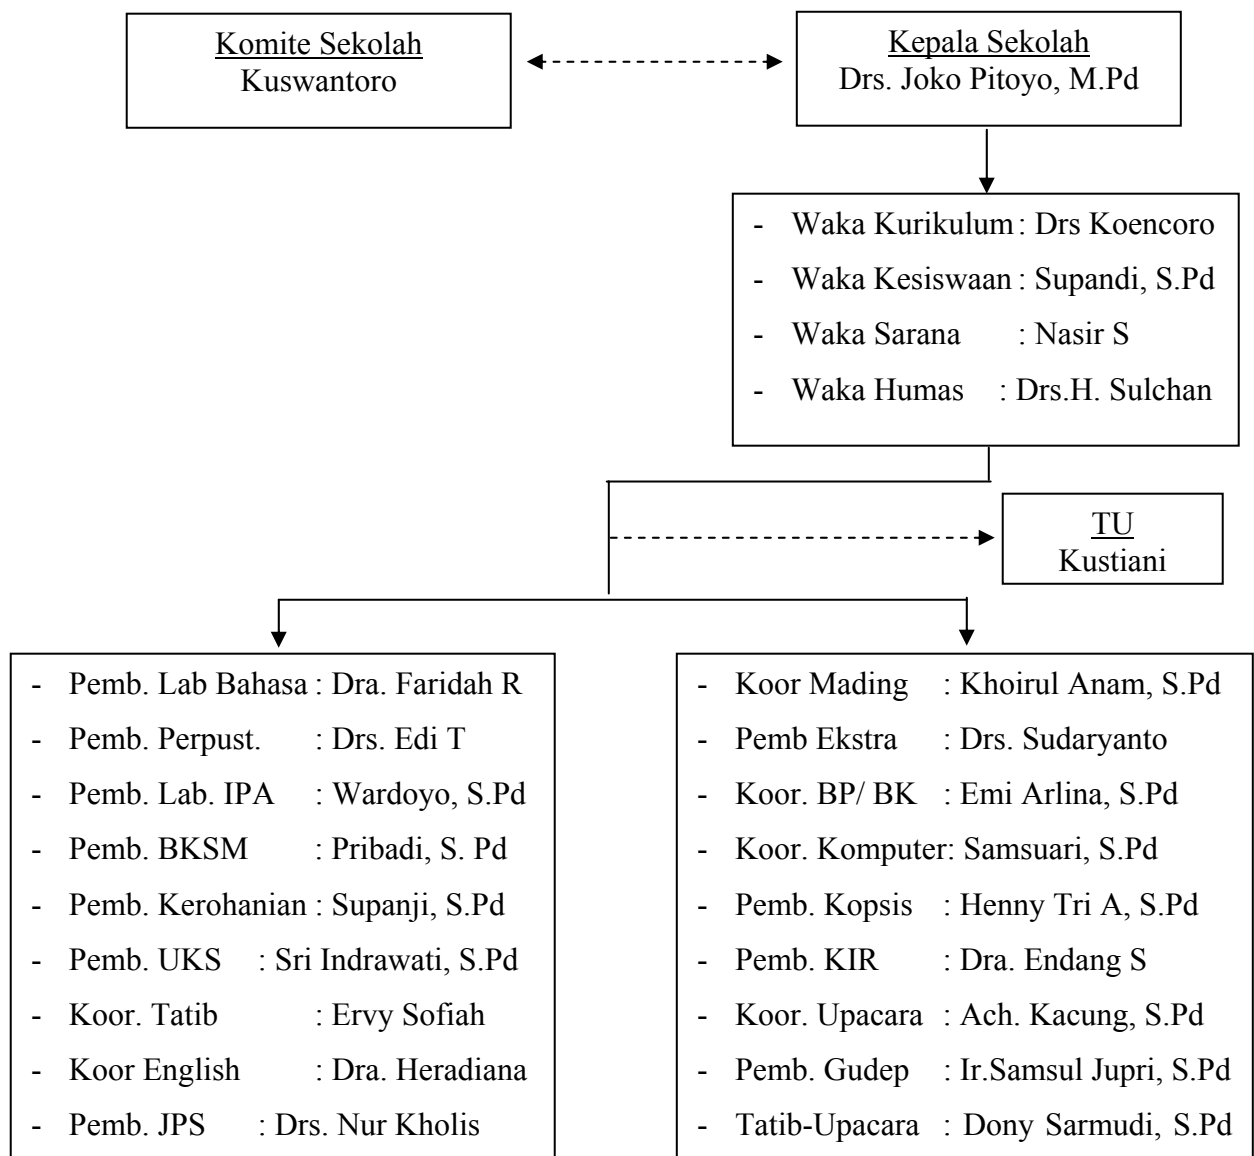 Komite Sekolah
Kuswantoro
Kepala Sekolah
Drs. Joko Pitoyo, M.Pd
- Waka Kurikulum : Drs Koencoro
- Waka Kesiswaan : Supandi, S.Pd
- Waka Sarana : Nasir S
- Waka Humas : Drs.H. Sulchan
TU
Kustiani
- Pemb. Lab Bahasa : Dra. Faridah R
- Pemb. Perpust. : Drs. Edi T
- Pemb. Lab. IPA : Wardoyo, S.Pd
- Pemb. BKSM : Pribadi, S. Pd
- Pemb. Kerohanian : Supanji, S.Pd
- Pemb. UKS : Sri Indrawati, S.Pd
- Koor. Tatib : Ervy Sofiah
- Koor English : Dra. Heradiana
- Pemb. JPS : Drs. Nur Kholis
- Koor Mading : Khoirul Anam, S.Pd
- Pemb Ekstra : Drs. Sudaryanto
- Koor. BP/ BK : Emi Arlina, S.Pd
- Koor. Komputer: Samsuari, S.Pd
- Pemb. Kopsis : Henny Tri A, S.Pd
- Pemb. KIR : Dra. Endang S
- Koor. Upacara : Ach. Kacung, S.Pd
- Pemb. Gudep : Ir.Samsul Jupri, S.Pd
- Tatib-Upacara : Dony Sarmudi, S.Pd